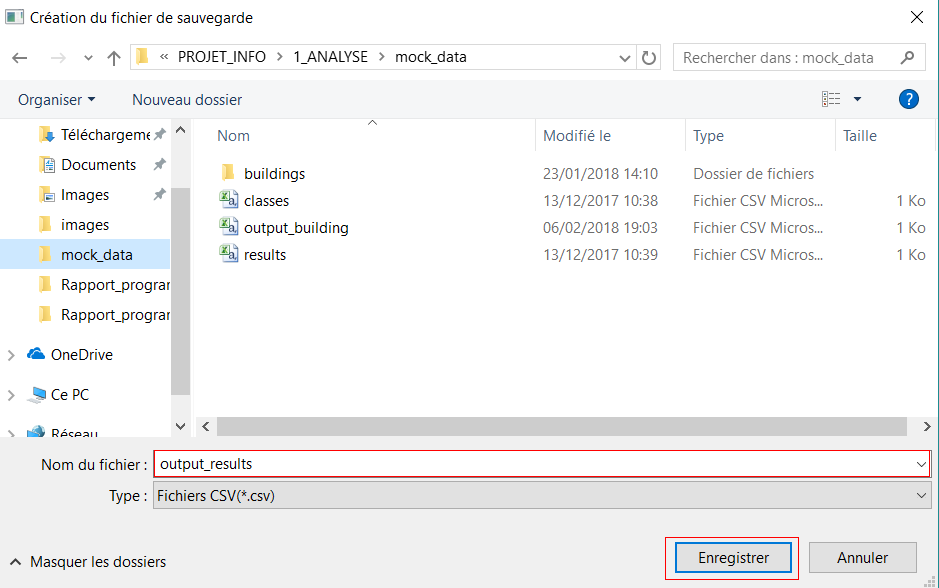 Création du fichier de sauvegarde
« PROJET_INFO > 1_ANALYSE > mock_data
Rechercher dans : mock_data
Organiser
Nouveau dossier
?
Nom Modifié le Type Taille
Téléchargeme
Documents
Images
images
mock_data
Rapport_progra
Rapport_progra
OneDrive
Ce PC
Réseau
buildings 23/01/2018 14:10 Dossier de fichiers
classes 13/12/2017 10:38 Fichier CSV Micros... 1 Ko
output_building 06/02/2018 19:03 Fichier CSV Micros... 1 Ko
results 13/12/2017 10:39 Fichier CSV Micros... 1 Ko
Nom du fichier : output_results
Type : Fichiers CSV(*.csv)
Masquer les dossiers
Enregistrer
Annuler